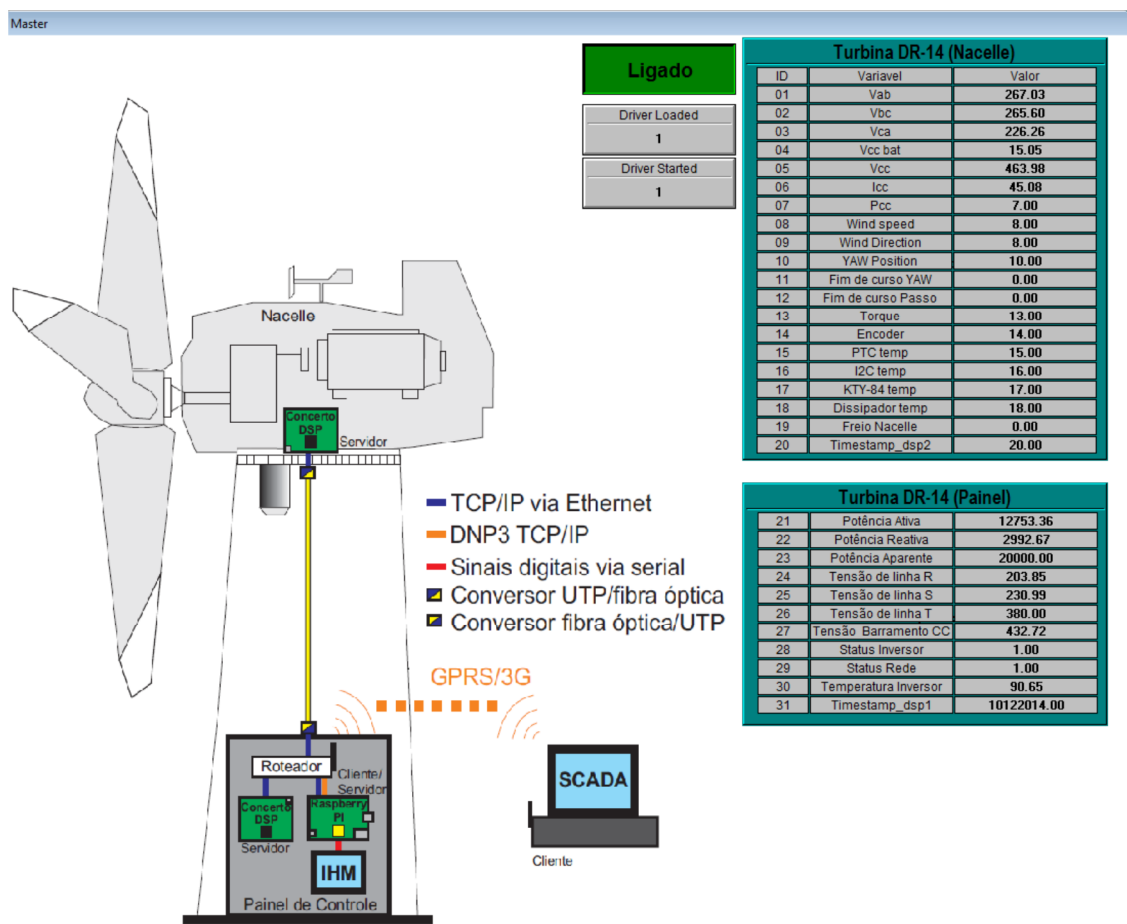 Master
Ligado
Driver Loaded
1
Driver Started
1
Turbina DR-14 (Nacelle)
ID Variavel Valor
01 Vab 267.03
02 Vbc 265.60
03 Vca 226.26
04 Vcc bat 15.05
05 Vcc 463.98
06 Icc 45.08
07 Pcc 7.00
08 Wind speed 8.00
09 Wind Direction 8.00
10 YAW Position 10.00
11 Fim de curso YAW 0.00
12 Fim de curso Passo 0.00
13 Torque 13.00
14 Encoder 14.00
15 PTC temp 15.00
16 I2C temp 16.00
17 KTY-84 temp 17.00
18 Dissipador temp 18.00
19 Freio Nacelle 0.00
20 Timestamp_dsp2 20.00
Turbina DR-14 (Painel)
21 Potência Ativa 12753.36
22 Potência Reativa 2992.67
23 Potência Aparente 20000.00
24 Tensão de linha R 203.85
25 Tensão de linha S 230.99
26 Tensão de linha T 380.00
27 Tensão Barramento CC 432.72
28 Status Inversor 1.00
29 Status Rede 1.00
30 Temperatura Inversor 90.65
31 Timestamp_dsp1 10122014.00
Nacelle
Concerto
DSP
Servidor
TCP/IP via Ethernet
DNP3 TCP/IP
Sinais digitais via serial
Conversor UTP/fibra óptica
Conversor fibra óptica/UTP
GPRS/3G
Roteador
Cliente/
Servidor
Concerto
DSP
Servidor
Raspberry
PI
IHM
Painel de Controle
SCADA
Cliente